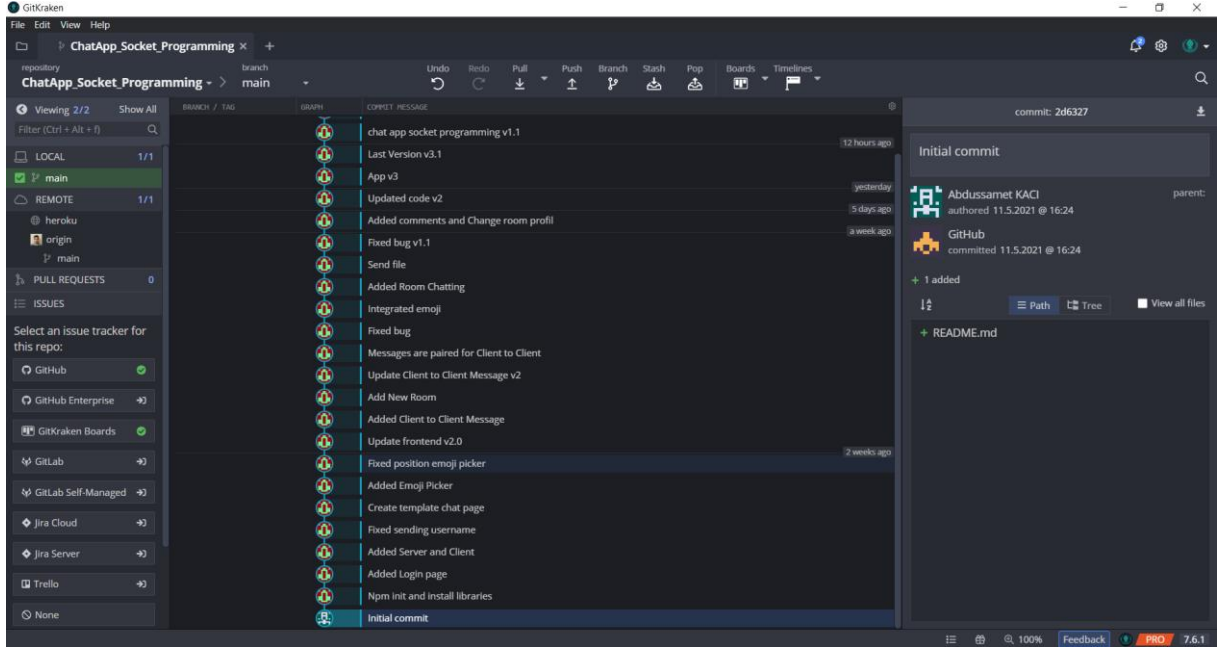 GitKraken
File Edit View Help
ChatApp_Socket_Programming × +
repository
ChatApp_Socket_Programming
branch
main
Undo Redo Pull Push Branch Stash Pop Boards Timelines
Viewing 2/2 Show All
Filter (Ctrl + Alt + f)
LOCAL 1/1
main
REMOTE 1/1
heroku
origin
main
PULL REQUESTS 0
ISSUES
Select an issue tracker for
this repo:
GitHub
GitHub Enterprise
GitKraken Boards
GitLab
GitLab Self-Managed
Jira Cloud
Jira Server
Trello
None
BRANCH / TAG GRAPH COMMIT MESSAGE
chat app socket programming v1.1
12 hours ago
Last Version v3.1
App v3
yesterday
Updated code v2
5 days ago
Added comments and Change room profil
a week ago
Fixed bug v1.1
Send file
Added Room Chatting
Integrated emoji
Fixed bug
Messages are paired for Client to Client
Update Client to Client Message v2
Add New Room
Added Client to Client Message
Update frontend v2.0
2 weeks ago
Fixed position emoji picker
Added Emoji Picker
Create template chat page
Fixed sending username
Added Server and Client
Added Login page
Npm init and install libraries
Initial commit
commit: 2d6327
Initial commit
Abdussamet KACI parent:
authored 11.5.2021 @ 16:24
GitHub
committed 11.5.2021 @ 16:24
+ 1 added
Path Tree View all files
+ README.md
100% Feedback PRO 7.6.1